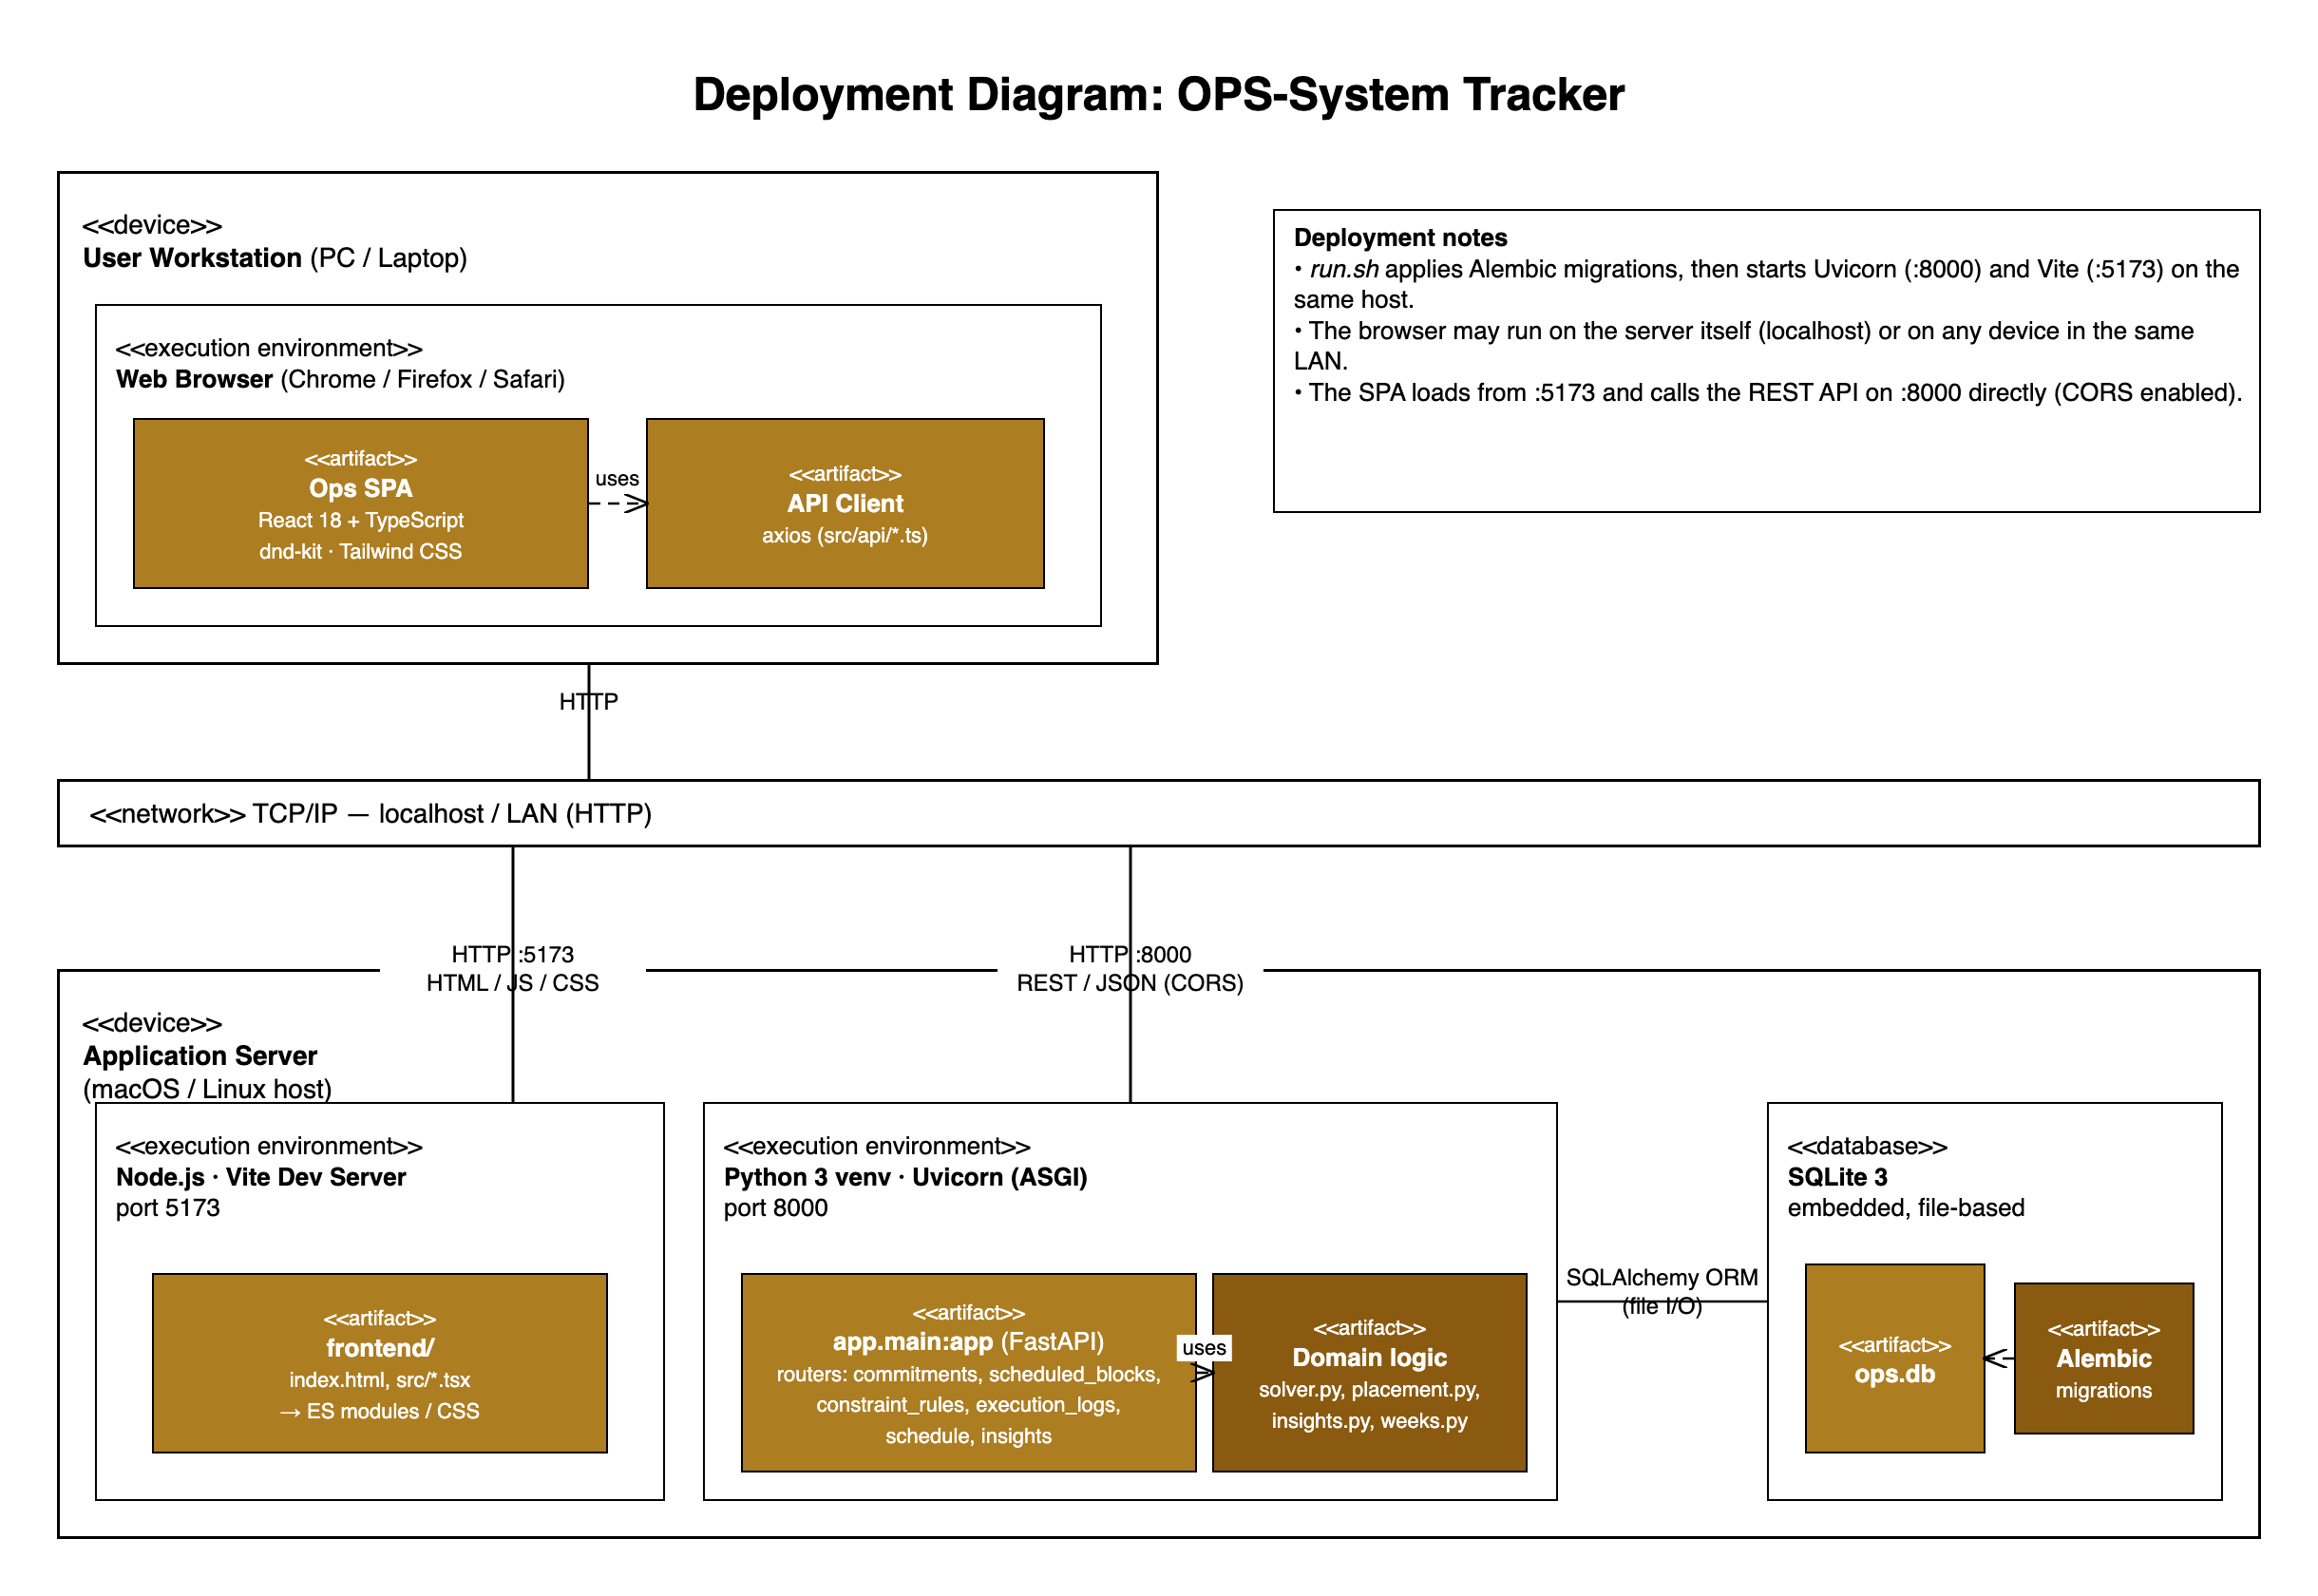 Deployment Diagram: OPS-System Tracker
<<device>>
User Workstation (PC / Laptop)
<<execution environment>>
Web Browser (Chrome / Firefox / Safari)
<<artifact>>
Ops SPA
React 18 + TypeScript
dnd-kit · Tailwind CSS
uses
<<artifact>>
API Client
axios (src/api/*.ts)
Deployment notes
• run.sh applies Alembic migrations, then starts Uvicorn (:8000) and Vite (:5173) on the
same host.
• The browser may run on the server itself (localhost) or on any device in the same
LAN.
• The SPA loads from :5173 and calls the REST API on :8000 directly (CORS enabled).
HTTP
<<network>> TCP/IP — localhost / LAN (HTTP)
HTTP :5173
HTML / JS / CSS
HTTP :8000
REST / JSON (CORS)
<<device>>
Application Server
(macOS / Linux host)
<<execution environment>>
Node.js · Vite Dev Server
port 5173
<<artifact>>
frontend/
index.html, src/*.tsx
→ ES modules / CSS
<<execution environment>>
Python 3 venv · Uvicorn (ASGI)
port 8000
<<artifact>>
app.main:app (FastAPI)
routers: commitments, scheduled_blocks,
constraint_rules, execution_logs,
schedule, insights
uses
<<artifact>>
Domain logic
solver.py, placement.py,
insights.py, weeks.py
SQLAlchemy ORM
(file I/O)
<<database>>
SQLite 3
embedded, file-based
<<artifact>>
ops.db
<<artifact>>
Alembic
migrations